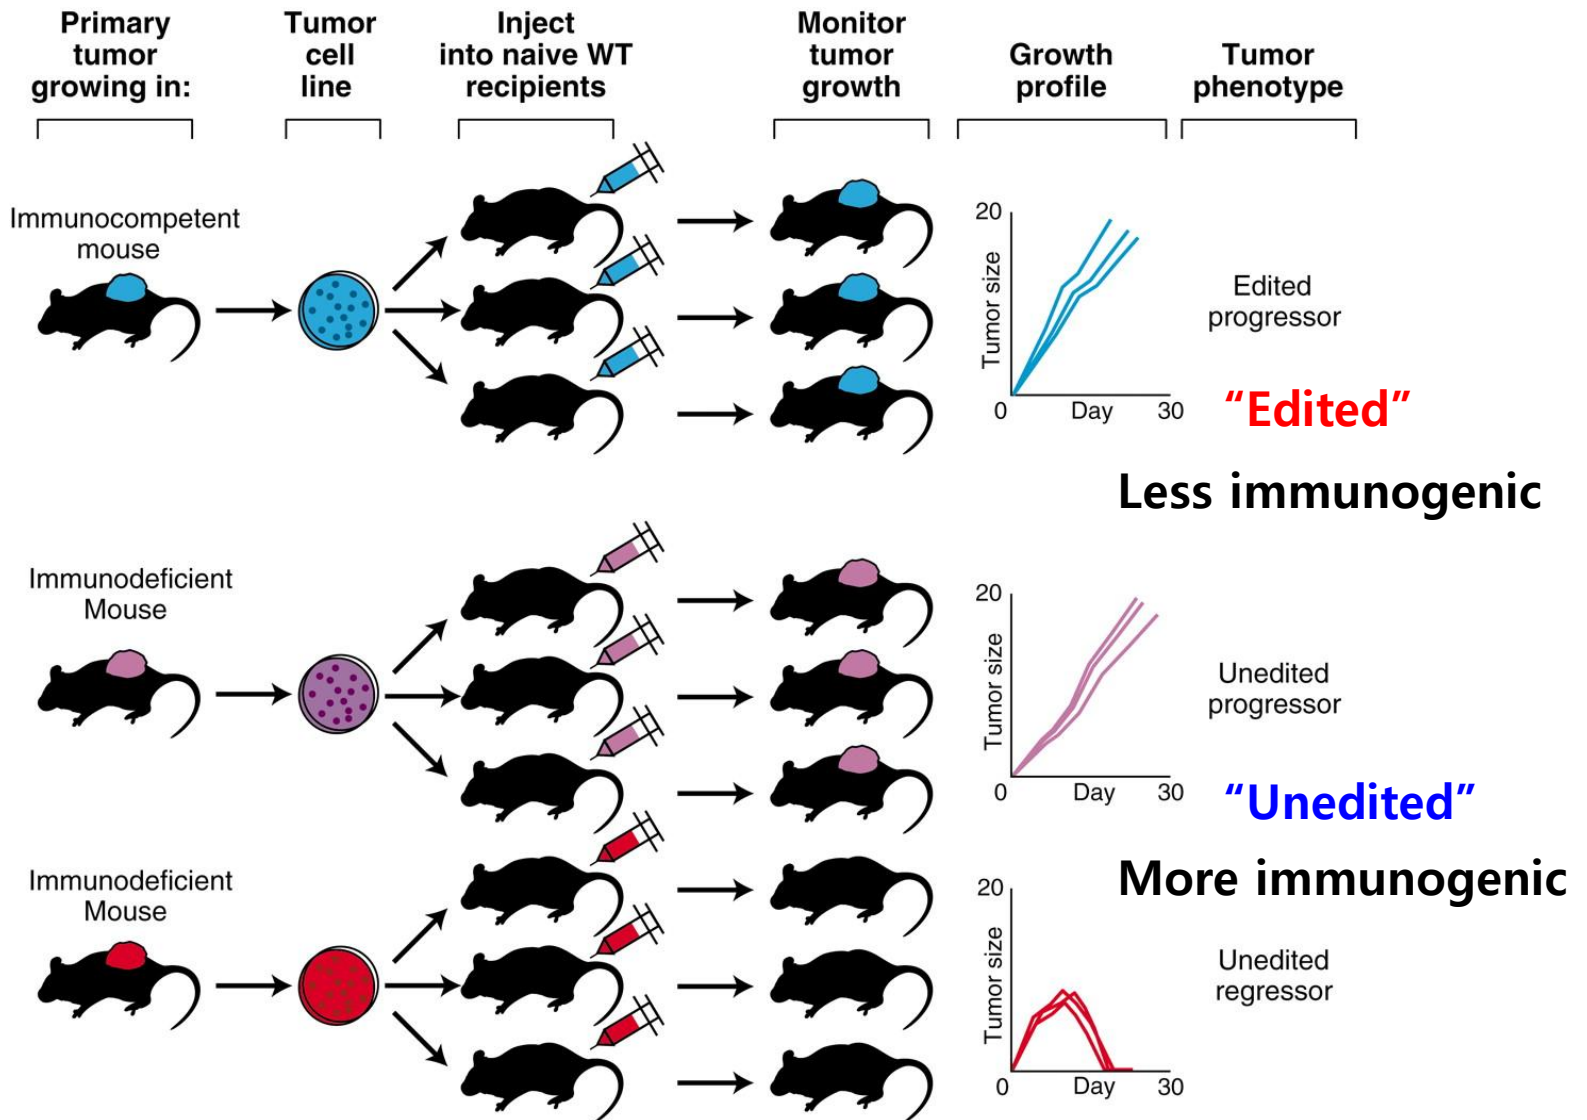 Primary
tumor
growing in:
Tumor
cell
line
Inject
into naive WT
recipients
Monitor
tumor
growth
Growth
profile
Tumor
phenotype
Immunocompetent
mouse
20
Tumor size
0
Day
30
Edited
progressor
“Edited”
Less immunogenic
Immunodeficient
Mouse
20
Tumor size
0
Day
30
Unedited
progressor
“Unedited”
More immunogenic
Immunodeficient
Mouse
20
Tumor size
0
Day
30
Unedited
regressor